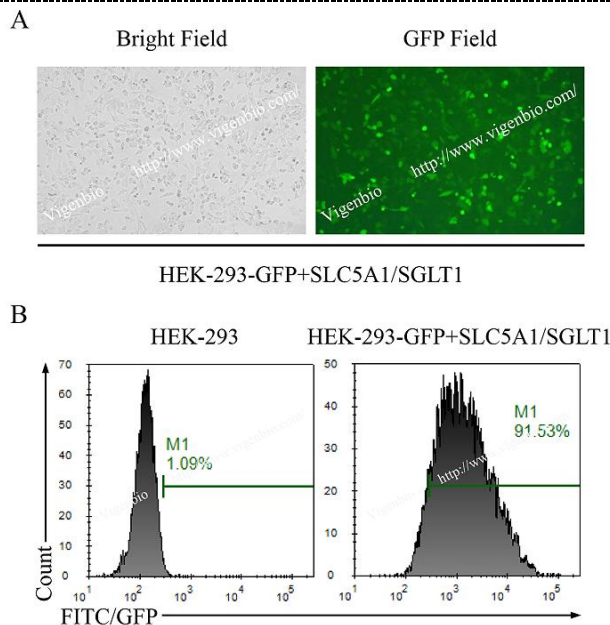 A
Bright Field
GFP Field
Vigenbio
http://www.vigenbio.com/
Vigenbio
http://www.vigenbio.com/
HEK-293-GFP+SLC5A1/SGLT1
B
HEK-293
HEK-293-GFP+SLC5A1/SGLT1
Count
70
60
50
40
30
20
10
0
M1
1.09%
Vigenbio
10¹ 10² 10³ 10⁴ 10⁵
50
40
30
20
10
0
M1
91.53%
10¹ 10² 10³ 10⁴ 10⁵
FITC/GFP